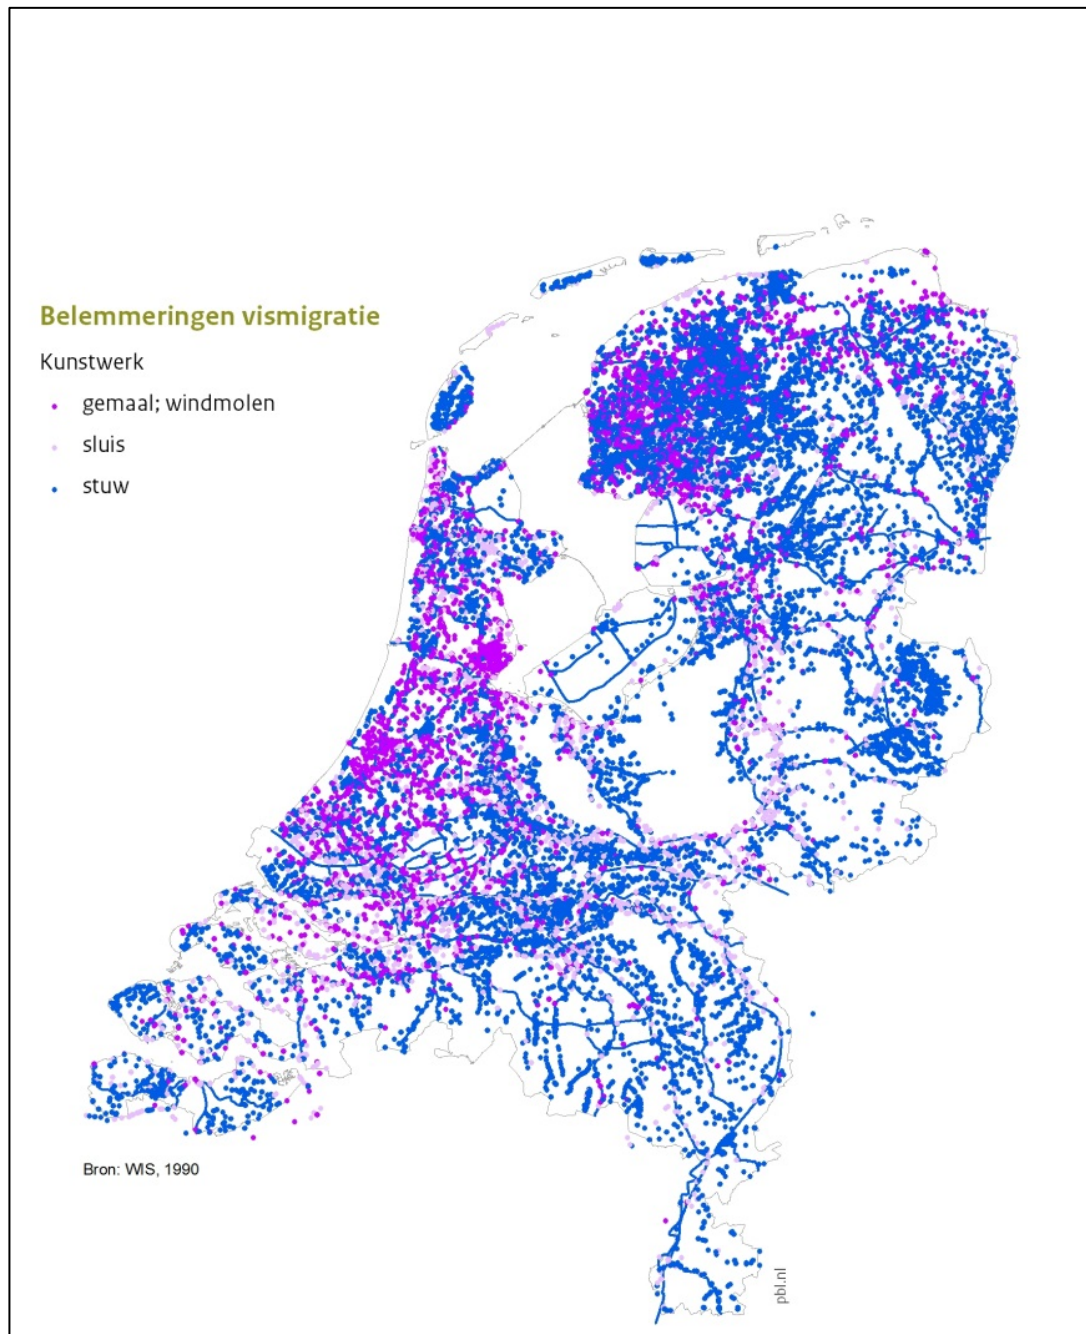 Belemmeringen vismigratie
Kunstwerk
gemaal; windmolen
sluis
stuw
Bron: WIS, 1990
pbl.nl